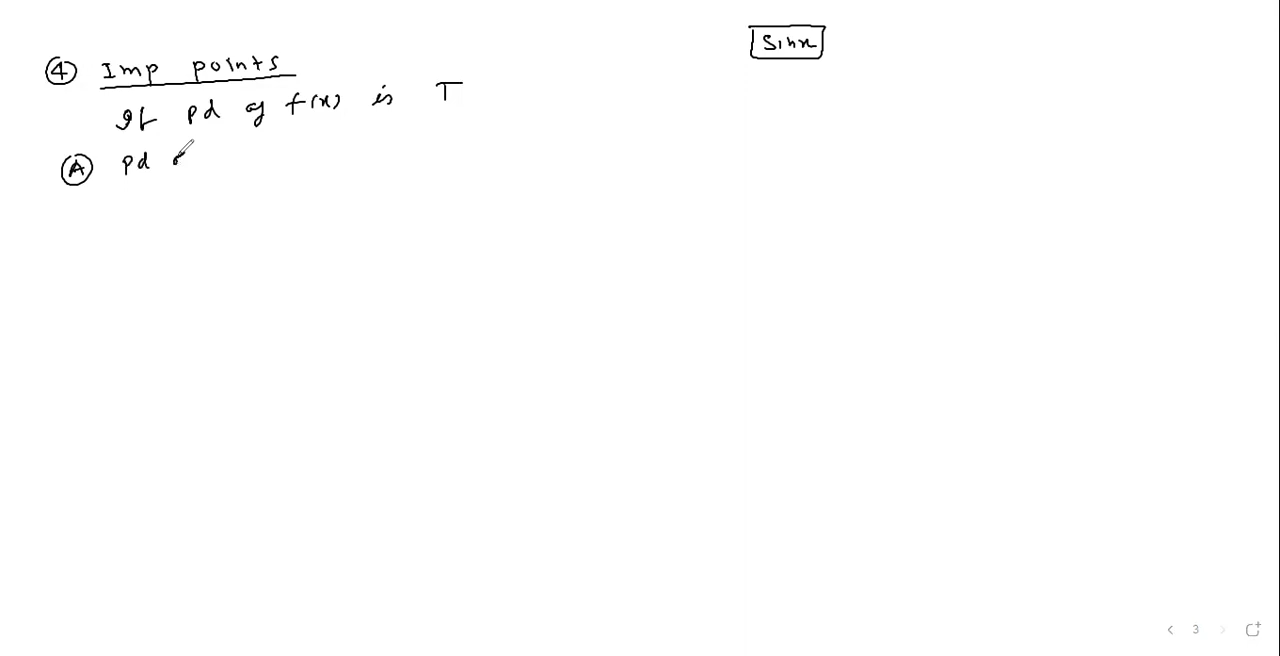 ④ Imp points
If pd of f(x) is T
Ⓐ pd
Sinx
3